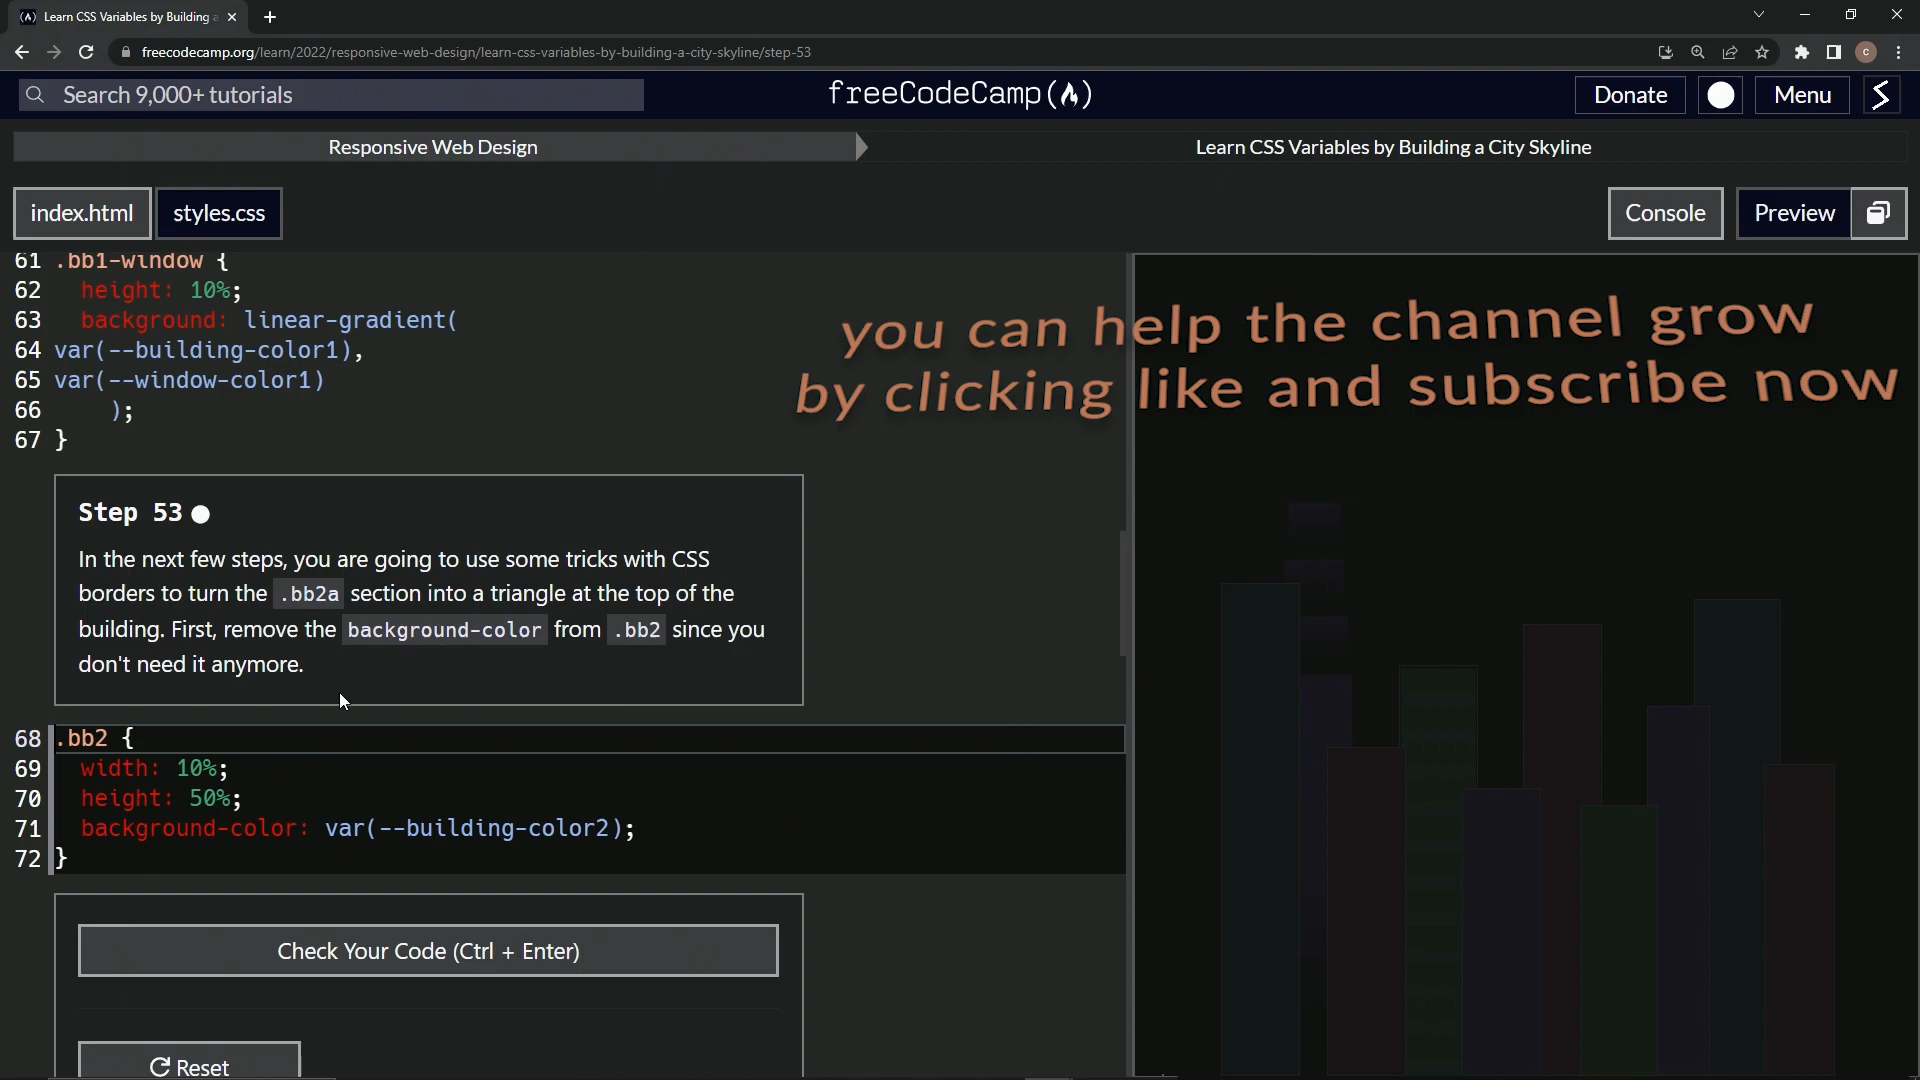 Learn CSS Variables by Building a
freecodecamp.org/learn/2022/responsive-web-design/learn-css-variables-by-building-a-city-skyline/step-53
C
Search 9,000+ tutorials
freeCodeCamp
Donate
Menu
Responsive Web Design
Learn CSS Variables by Building a City Skyline
index.html
styles.css
Console
Preview
61 .bb1-window {
62 height: 10%;
63 background: linear-gradient(
64 var(--building-color1),
65 var(--window-color1)
66 );
67 }
you can help the channel grow
by clicking like and subscribe now
Step 53
In the next few steps, you are going to use some tricks with CSS
borders to turn the .bb2a section into a triangle at the top of the
building. First, remove the background-color from .bb2 since you
don't need it anymore.
68 .bb2 {
69 width: 10%;
70 height: 50%;
71 background-color: var(--building-color2);
72 }
Check Your Code (Ctrl + Enter)
Reset